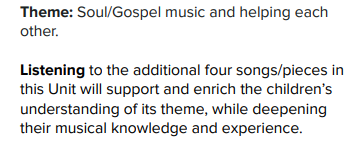 Theme: Soul/Gospel music and helping each
other.
Listening to the additional four songs/pieces in
this Unit will support and enrich the children’s
understanding of its theme, while deepening
their musical knowledge and experience.